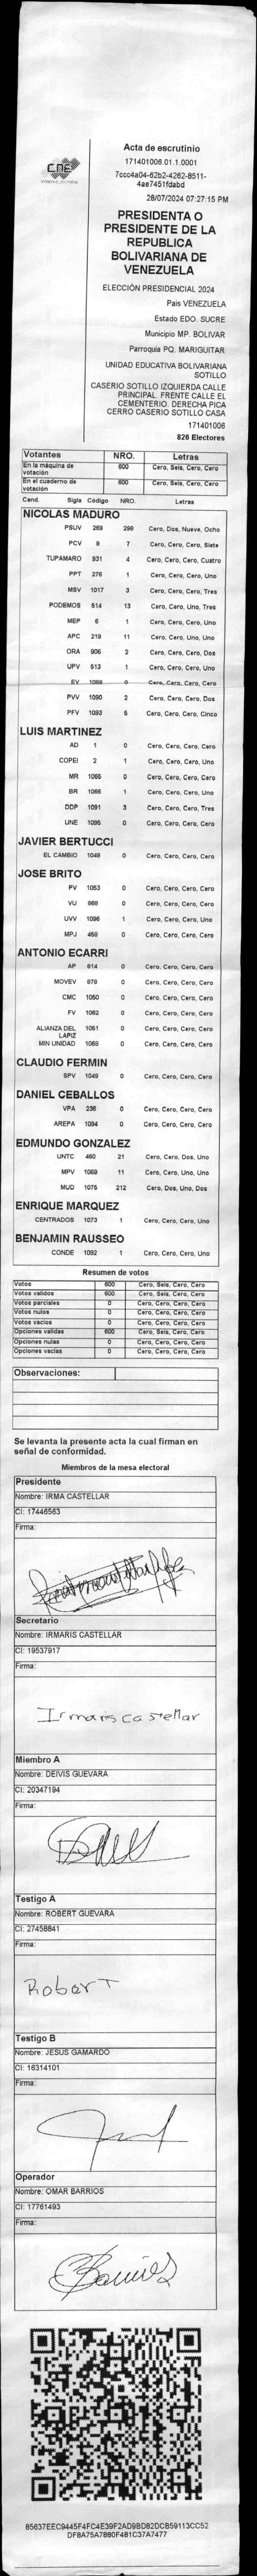 CNE
Acta de escrutinio
171401006.01.1.0001
7ccc4a04-62b2-4262-8511-
4ae7451fdabd
28/07/2024 07:27:15 PM
PRESIDENTA O
PRESIDENTE DE LA
REPUBLICA
BOLIVARIANA DE
VENEZUELA
ELECCIÓN PRESIDENCIAL 2024
Pais VENEZUELA
Estado EDO. SUCRE
Municipio MP. BOLIVAR
Parroquia PQ. MARIGUITAR
UNIDAD EDUCATIVA BOLIVARIANA
SOTILLO
CASERIO SOTILLO IZQUIERDA CALLE
PRINCIPAL. FRENTE CALLE EL
CEMENTERIO. DERECHA PICA
CERRO CASERIO SOTILLO CASA
171401006
826 Electores
Votantes NRO. Letras
En la máquina de votación 600 Cero, Seis, Cero, Cero
En el cuaderno de votación 600 Cero, Seis, Cero, Cero
Cand. Sigla Código NRO. Letras
NICOLAS MADURO
PSUV 269 298 Cero, Dos, Nueve, Ocho
PCV 9 7 Cero, Cero, Cero, Siete
TUPAMARO 931 4 Cero, Cero, Cero, Cuatro
PPT 276 1 Cero, Cero, Cero, Uno
MSV 1017 3 Cero, Cero, Cero, Tres
PODEMOS 514 13 Cero, Cero, Uno, Tres
MEP 6 1 Cero, Cero, Cero, Uno
APC 219 11 Cero, Cero, Uno, Uno
ORA 906 2 Cero, Cero, Cero, Dos
UPV 513 1 Cero, Cero, Cero, Uno
EV 1089 0 Cero, Cero, Cero, Cero
PVV 1090 2 Cero, Cero, Cero, Dos
PFV 1093 5 Cero, Cero, Cero, Cinco
LUIS MARTINEZ
AD 1 0 Cero, Cero, Cero, Cero
COPEI 2 1 Cero, Cero, Cero, Uno
MR 1065 0 Cero, Cero, Cero, Cero
BR 1066 1 Cero, Cero, Cero, Uno
DDP 1091 3 Cero, Cero, Cero, Tres
UNE 1095 0 Cero, Cero, Cero, Cero
JAVIER BERTUCCI
EL CAMBIO 1048 0 Cero, Cero, Cero, Cero
JOSE BRITO
PV 1053 0 Cero, Cero, Cero, Cero
VU 868 0 Cero, Cero, Cero, Cero
UVV 1096 1 Cero, Cero, Cero, Uno
MPJ 458 0 Cero, Cero, Cero, Cero
ANTONIO ECARRI
AP 814 0 Cero, Cero, Cero, Cero
MOVEV 878 0 Cero, Cero, Cero, Cero
CMC 1050 0 Cero, Cero, Cero, Cero
FV 1062 0 Cero, Cero, Cero, Cero
ALIANZA DEL LAPIZ 1051 0 Cero, Cero, Cero, Cero
MIN UNIDAD 1068 0 Cero, Cero, Cero, Cero
CLAUDIO FERMIN
SPV 1049 0 Cero, Cero, Cero, Cero
DANIEL CEBALLOS
VPA 236 0 Cero, Cero, Cero, Cero
AREPA 1094 0 Cero, Cero, Cero, Cero
EDMUNDO GONZALEZ
UNTC 460 21 Cero, Cero, Dos, Uno
MPV 1069 11 Cero, Cero, Uno, Uno
MUD 1075 212 Cero, Dos, Uno, Dos
ENRIQUE MARQUEZ
CENTRADOS 1073 1 Cero, Cero, Cero, Uno
BENJAMIN RAUSSEO
CONDE 1092 1 Cero, Cero, Cero, Uno
Resumen de votos
Votos 600 Cero, Seis, Cero, Cero
Votos validos 600 Cero, Seis, Cero, Cero
Votos parciales 0 Cero, Cero, Cero, Cero
Votos nulos 0 Cero, Cero, Cero, Cero
Votos vacíos 0 Cero, Cero, Cero, Cero
Opciones validas 600 Cero, Seis, Cero, Cero
Opciones nulas 0 Cero, Cero, Cero, Cero
Opciones vacías 0 Cero, Cero, Cero, Cero
Observaciones:
Se levanta la presente acta la cual firman en
señal de conformidad.
Miembros de la mesa electoral
Presidente
Nombre: IRMA CASTELLAR
CI: 17446563
Firma:
Secretario
Nombre: IRMARIS CASTELLAR
CI: 19537917
Firma:
Irmaris castellar
Miembro A
Nombre: DEIVIS GUEVARA
CI: 20347194
Firma:
Testigo A
Nombre: ROBERT GUEVARA
CI: 27458841
Firma:
RobarT
Testigo B
Nombre: JESUS GAMARDO
CI: 16314101
Firma:
Operador
Nombre: OMAR BARRIOS
CI: 17761493
Firma:
85637EEC9445F4FC4E39F2AD9BD82DCB59113CC52
DF8A75A7880F4B1C37A7477